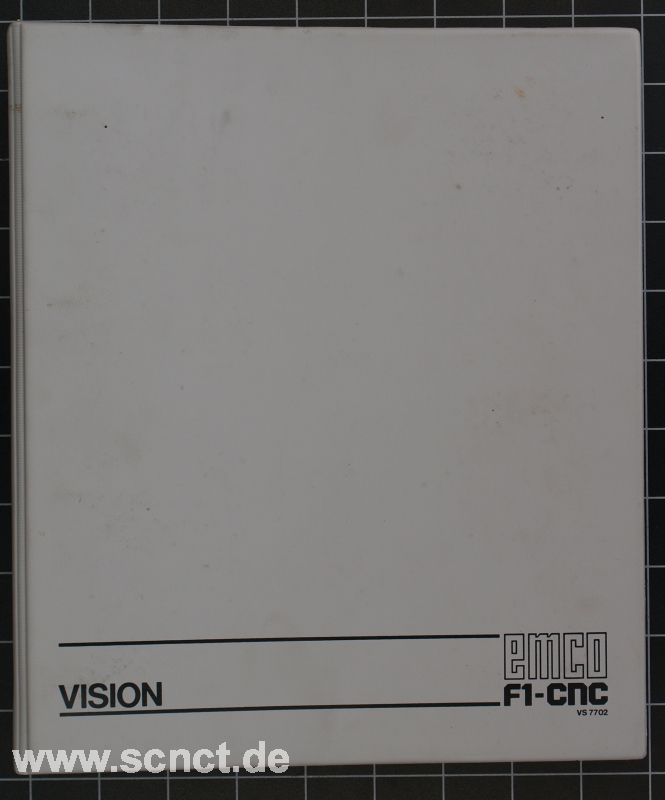 emco
VISION
F1-CNC
VS 7702
www.scnct.de